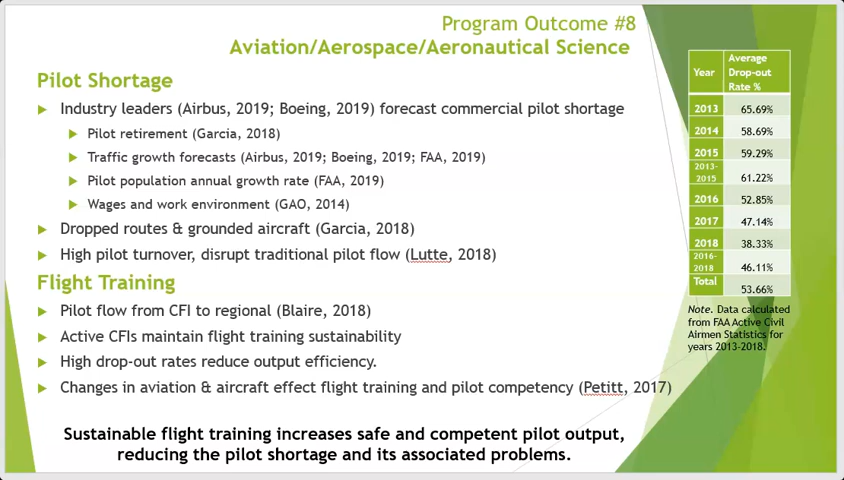 Program Outcome #8
Aviation/Aerospace/Aeronautical Science
Pilot Shortage
Industry leaders (Airbus, 2019; Boeing, 2019) forecast commercial pilot shortage
Pilot retirement (Garcia, 2018)
Traffic growth forecasts (Airbus, 2019; Boeing, 2019; FAA, 2019)
Pilot population annual growth rate (FAA, 2019)
Wages and work environment (GAO, 2014)
Dropped routes & grounded aircraft (Garcia, 2018)
High pilot turnover, disrupt traditional pilot flow (Lutte, 2018)
Flight Training
Pilot flow from CFI to regional (Blaire, 2018)
Active CFIs maintain flight training sustainability
High drop-out rates reduce output efficiency.
Changes in aviation & aircraft effect flight training and pilot competency (Petitt, 2017)
Sustainable flight training increases safe and competent pilot output,
reducing the pilot shortage and its associated problems.
Year Average
Drop-out
Rate %
2013 65.69%
2014 58.69%
2015 59.29%
2013-
2015 61.22%
2016 52.85%
2017 47.14%
2018 38.33%
2016-
2018 46.11%
Total 53.66%
Note. Data calculated
from FAA Active Civil
Airmen Statistics for
years 2013-2018.